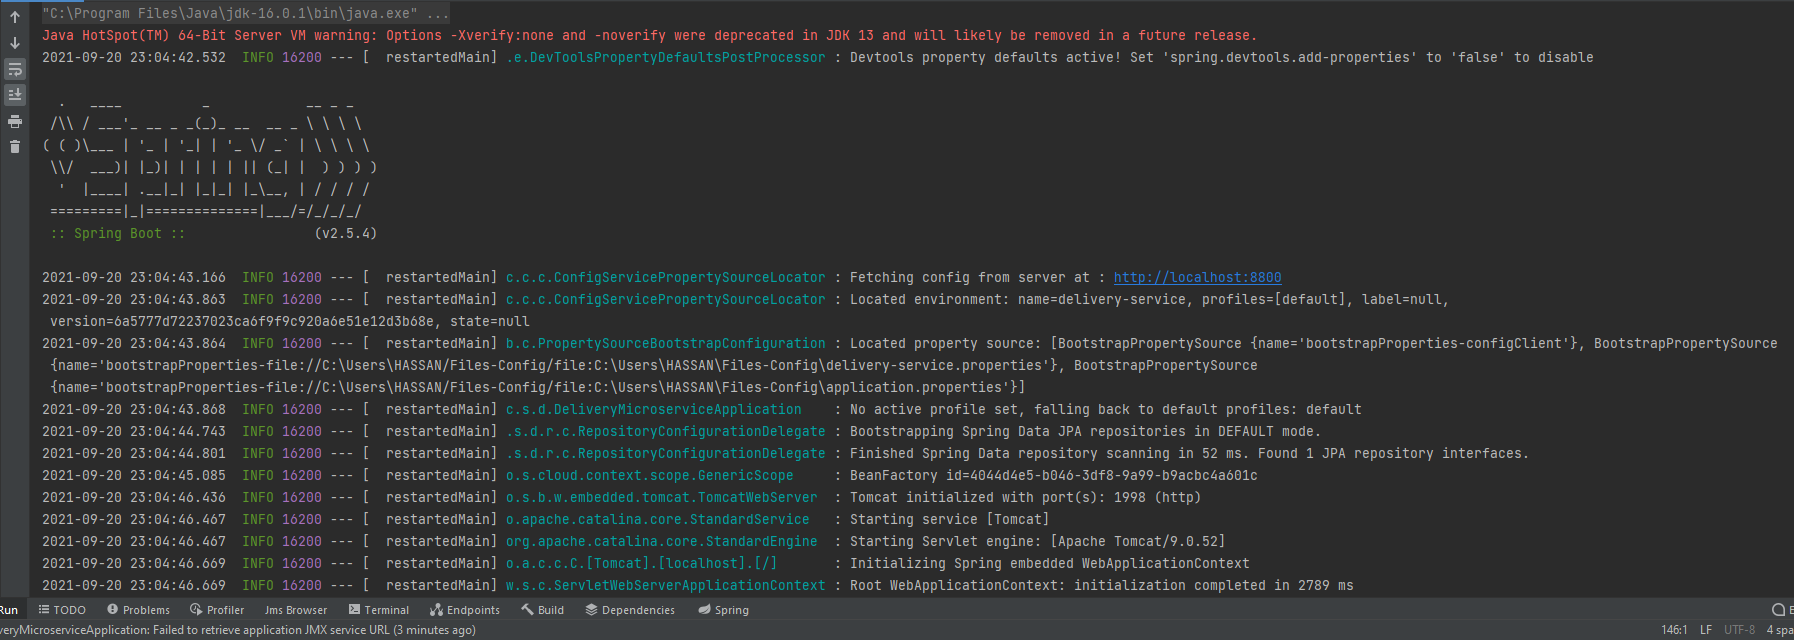 "C:\Program Files\Java\jdk-16.0.1\bin\java.exe" ...
Java HotSpot(TM) 64-Bit Server VM warning: Options -Xverify:none and -noverify were deprecated in JDK 13 and will likely be removed in a future release.
2021-09-20 23:04:42.532  INFO 16200 --- [  restartedMain] .e.DevToolsPropertyDefaultsPostProcessor : Devtools property defaults active! Set 'spring.devtools.add-properties' to 'false' to disable
  .   ____          _            __ _ _
 /\\ / ___'_ __ _ _(_)_ __  __ _ \ \ \ \
( ( )\___ | '_ | '_| | '_ \/ _` | \ \ \ \
 \\/  ___)| |_)| | | | | || (_| |  ) ) ) )
  '  |____| .__|_| |_|_| |_\__, | / / / /
 =========|_|==============|___/=/_/_/_/
 :: Spring Boot ::                (v2.5.4)
2021-09-20 23:04:43.166  INFO 16200 --- [  restartedMain] c.c.c.ConfigServicePropertySourceLocator : Fetching config from server at : http://localhost:8800
2021-09-20 23:04:43.863  INFO 16200 --- [  restartedMain] c.c.c.ConfigServicePropertySourceLocator : Located environment: name=delivery-service, profiles=[default], label=null,
 version=6a5777d72237023ca6f9f9c920a6e51e12d3b68e, state=null
2021-09-20 23:04:43.864  INFO 16200 --- [  restartedMain] b.c.PropertySourceBootstrapConfiguration : Located property source: [BootstrapPropertySource {name='bootstrapProperties-configClient'}, BootstrapPropertySource
 {name='bootstrapProperties-file://C:\Users\HASSAN/Files-Config/file:C:\Users\HASSAN\Files-Config\delivery-service.properties'}, BootstrapPropertySource
 {name='bootstrapProperties-file://C:\Users\HASSAN/Files-Config/file:C:\Users\HASSAN\Files-Config\application.properties'}]
2021-09-20 23:04:43.868  INFO 16200 --- [  restartedMain] c.s.d.DeliveryMicroserviceApplication    : No active profile set, falling back to default profiles: default
2021-09-20 23:04:44.743  INFO 16200 --- [  restartedMain] .s.d.r.c.RepositoryConfigurationDelegate : Bootstrapping Spring Data JPA repositories in DEFAULT mode.
2021-09-20 23:04:44.801  INFO 16200 --- [  restartedMain] .s.d.r.c.RepositoryConfigurationDelegate : Finished Spring Data repository scanning in 52 ms. Found 1 JPA repository interfaces.
2021-09-20 23:04:45.085  INFO 16200 --- [  restartedMain] o.s.cloud.context.scope.GenericScope     : BeanFactory id=4044d4e5-b046-3df8-9a99-b9acbc4a601c
2021-09-20 23:04:46.436  INFO 16200 --- [  restartedMain] o.s.b.w.embedded.tomcat.TomcatWebServer  : Tomcat initialized with port(s): 1998 (http)
2021-09-20 23:04:46.467  INFO 16200 --- [  restartedMain] o.apache.catalina.core.StandardService   : Starting service [Tomcat]
2021-09-20 23:04:46.467  INFO 16200 --- [  restartedMain] org.apache.catalina.core.StandardEngine  : Starting Servlet engine: [Apache Tomcat/9.0.52]
2021-09-20 23:04:46.669  INFO 16200 --- [  restartedMain] o.a.c.c.C.[Tomcat].[localhost].[/]       : Initializing Spring embedded WebApplicationContext
2021-09-20 23:04:46.669  INFO 16200 --- [  restartedMain] w.s.c.ServletWebServerApplicationContext : Root WebApplicationContext: initialization completed in 2789 ms
Run TODO Problems Profiler Jms Browser Terminal Endpoints Build Dependencies Spring E
veryMicroserviceApplication: Failed to retrieve application JMX service URL (3 minutes ago) 146:1 LF UTF-8 4 spa